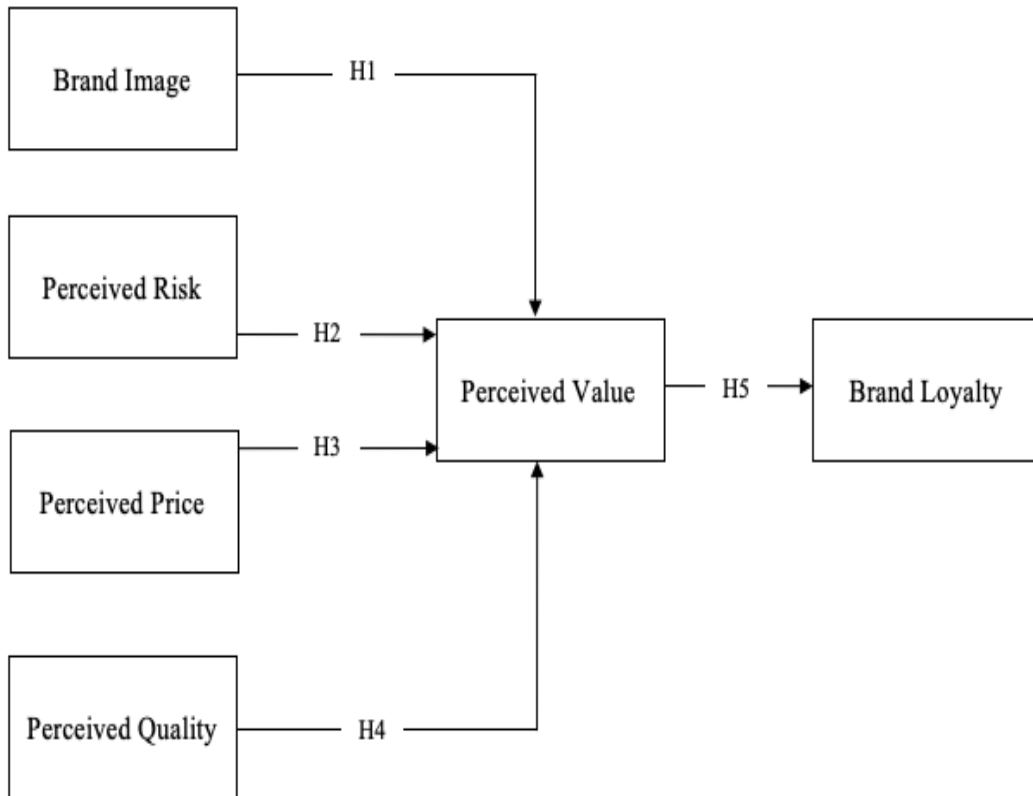 Brand Image
H1
Perceived Risk
H2
Perceived Value
H5
Brand Loyalty
H3
Perceived Price
Perceived Quality
H4